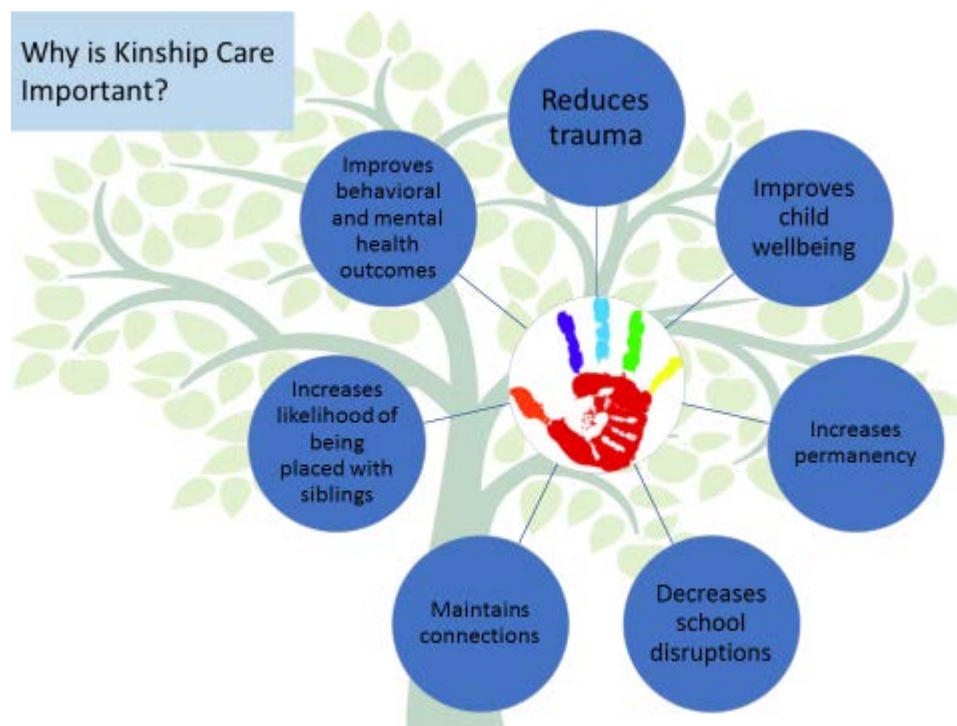 Why is Kinship Care
Important?
Reduces
trauma
Improves
child
wellbeing
Increases
permanency
Decreases
school
disruptions
Maintains
connections
Increases
likelihood of
being
placed with
siblings
Improves
behavioral
and mental
health
outcomes